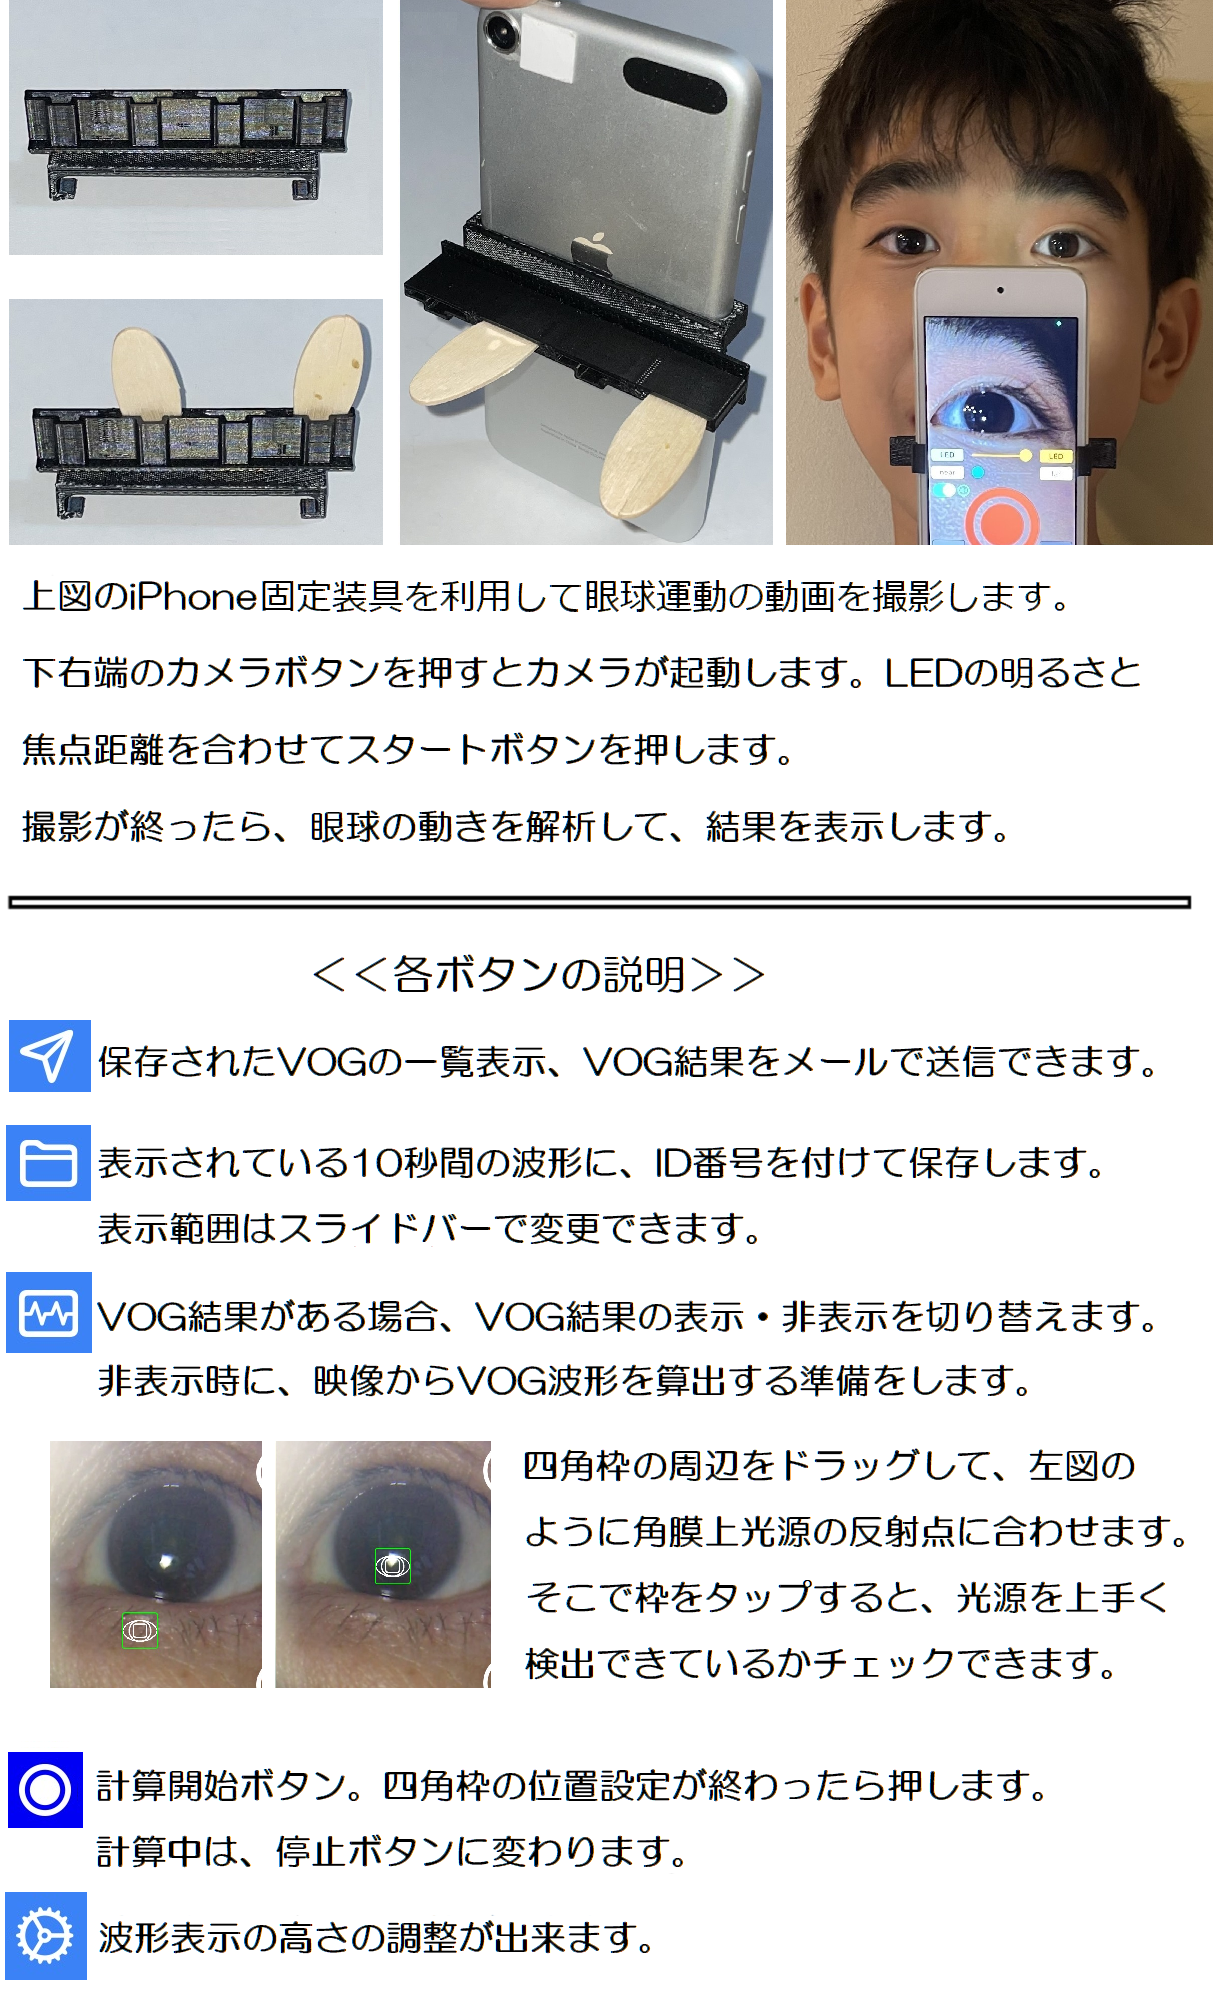 LED
LED
near
上図のiPhone固定装具を利用して眼球運動の動画を撮影します。
下右端のカメラボタンを押すとカメラが起動します。LEDの明るさと
焦点距離を合わせてスタートボタンを押します。
撮影が終ったら、眼球の動きを解析して、結果を表示します。
＜＜各ボタンの説明＞＞
保存されたVOGの一覧表示、VOG結果をメールで送信できます。
表示されている10秒間の波形に、ID番号を付けて保存します。
表示範囲はスライドバーで変更できます。
VOG結果がある場合、VOG結果の表示・非表示を切り替えます。
非表示時に、映像からVOG波形を算出する準備をします。
四角枠の周辺をドラッグして、左図の
ように角膜上光源の反射点に合わせます。
そこで枠をタップすると、光源を上手く
検出できているかチェックできます。
計算開始ボタン。四角枠の位置設定が終わったら押します。
計算中は、停止ボタンに変わります。
波形表示の高さの調整が出来ます。